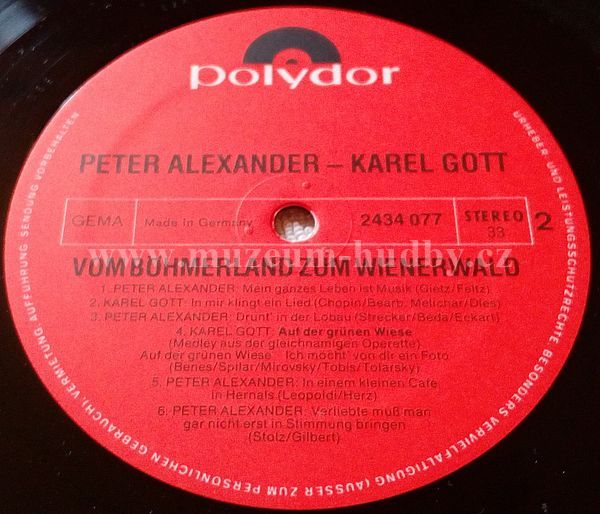 polydor
PETER ALEXANDER – KAREL GOTT
GEMA Made in Germany 2434 077 STEREO 33 2
www.muzeum-hudby.cz
VOM BÖHMERLAND ZUM WIENERWALD
1. PETER ALEXANDER: Mein ganzes Leben ist Musik (Gietz/Feltz)
2. KAREL GOTT: In mir klingt ein Lied (Chopin/Bearb. Melichar/Dies)
3. PETER ALEXANDER: Drunt' in der Lobau (Strecker/Beda/Eckart)
4. KAREL GOTT: Auf der grünen Wiese
(Medley aus der gleichnamigen Operette)
Auf der grünen Wiese Ich möcht' von dir ein Foto
(Benes/Spilar/Mirovsky/Tobis/Tolarsky)
5. PETER ALEXANDER: In einem kleinen Café
in Hernals (Leopoldi/Herz)
6. PETER ALEXANDER: Verliebte muß man
gar nicht erst in Stimmung bringen
(Stolz/Gilbert)
URHEBER- UND LEISTUNGSSCHUTZRECHTE BESONDERS VERVIELFÄLTIGUNG (AUSSER ZUM PERSÖNLICHEN GEBRAUCH), VERMIETUNG AUFFÜHRUNG, SENDUNG VORBEHALTEN